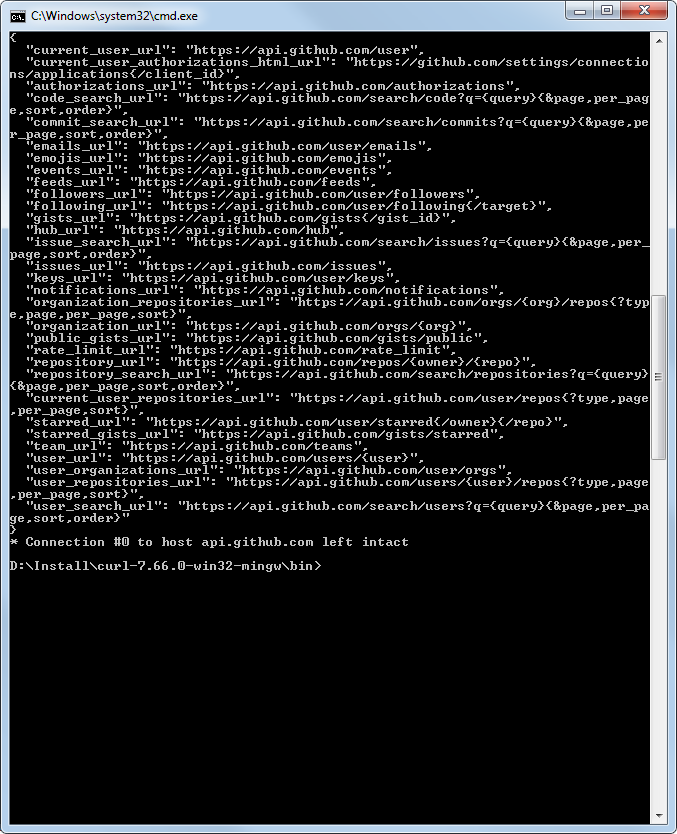 C:\Windows\system32\cmd.exe
{
  "current_user_url": "https://api.github.com/user",
  "current_user_authorizations_html_url": "https://github.com/settings/connectio
ns/applications{/client_id}",
  "authorizations_url": "https://api.github.com/authorizations",
  "code_search_url": "https://api.github.com/search/code?q={query}{&page,per_pag
e,sort,order}",
  "commit_search_url": "https://api.github.com/search/commits?q={query}{&page,pe
r_page,sort,order}",
  "emails_url": "https://api.github.com/user/emails",
  "emojis_url": "https://api.github.com/emojis",
  "events_url": "https://api.github.com/events",
  "feeds_url": "https://api.github.com/feeds",
  "followers_url": "https://api.github.com/user/followers",
  "following_url": "https://api.github.com/user/following{/target}",
  "gists_url": "https://api.github.com/gists{/gist_id}",
  "hub_url": "https://api.github.com/hub",
  "issue_search_url": "https://api.github.com/search/issues?q={query}{&page,per_
page,sort,order}",
  "issues_url": "https://api.github.com/issues",
  "keys_url": "https://api.github.com/user/keys",
  "notifications_url": "https://api.github.com/notifications",
  "organization_repositories_url": "https://api.github.com/orgs/{org}/repos{?typ
e,page,per_page,sort}",
  "organization_url": "https://api.github.com/orgs/{org}",
  "public_gists_url": "https://api.github.com/gists/public",
  "rate_limit_url": "https://api.github.com/rate_limit",
  "repository_url": "https://api.github.com/repos/{owner}/{repo}",
  "repository_search_url": "https://api.github.com/search/repositories?q={query}
{&page,per_page,sort,order}",
  "current_user_repositories_url": "https://api.github.com/user/repos{?type,page
,per_page,sort}",
  "starred_url": "https://api.github.com/user/starred{/owner}{/repo}",
  "starred_gists_url": "https://api.github.com/gists/starred",
  "team_url": "https://api.github.com/teams",
  "user_url": "https://api.github.com/users/{user}",
  "user_organizations_url": "https://api.github.com/user/orgs",
  "user_repositories_url": "https://api.github.com/users/{user}/repos{?type,page
,per_page,sort}",
  "user_search_url": "https://api.github.com/search/users?q={query}{&page,per_pa
ge,sort,order}"
}
* Connection #0 to host api.github.com left intact
D:\Install\curl-7.66.0-win32-mingw\bin>